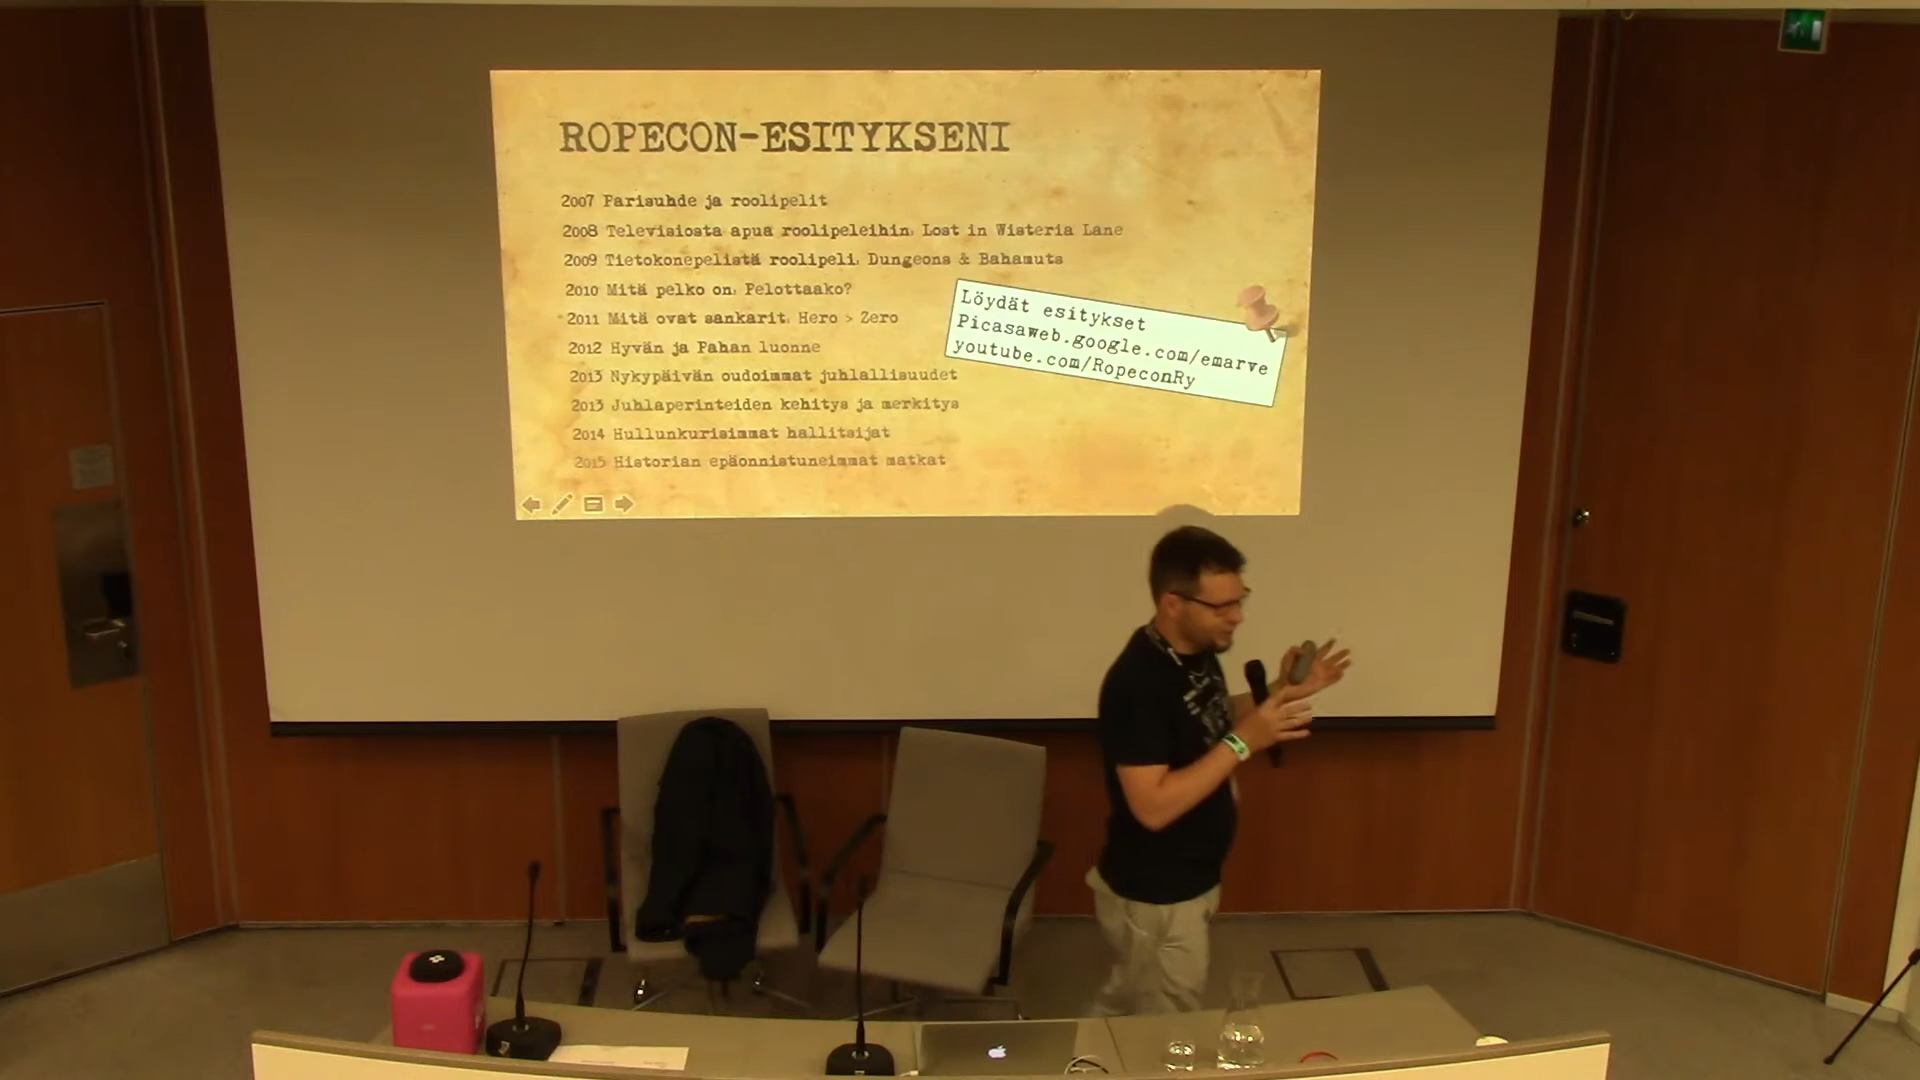 ROPECON-ESITYKSENI
2007 Parisuhde ja roolipelit
2008 Televisiosta apua roolipeleihin: Lost in Wisteria Lane
2009 Tietokonepelistä roolipeli: Dungeons & Bahamuts
2010 Mitä pelko on: Pelottaako?
2011 Mitä ovat sankarit: Hero > Zero
2012 Hyvän ja Pahan luonne
2013 Nykypäivän oudoimmat juhlallisuudet
2013 Juhlaperinteiden kehitys ja merkitys
2014 Hullunkurisimmat hallitsijat
2015 Historian epäonnistuneimmat matkat
Löydät esitykset
Picasaweb.google.com/emarve
youtube.com/RopeconRy